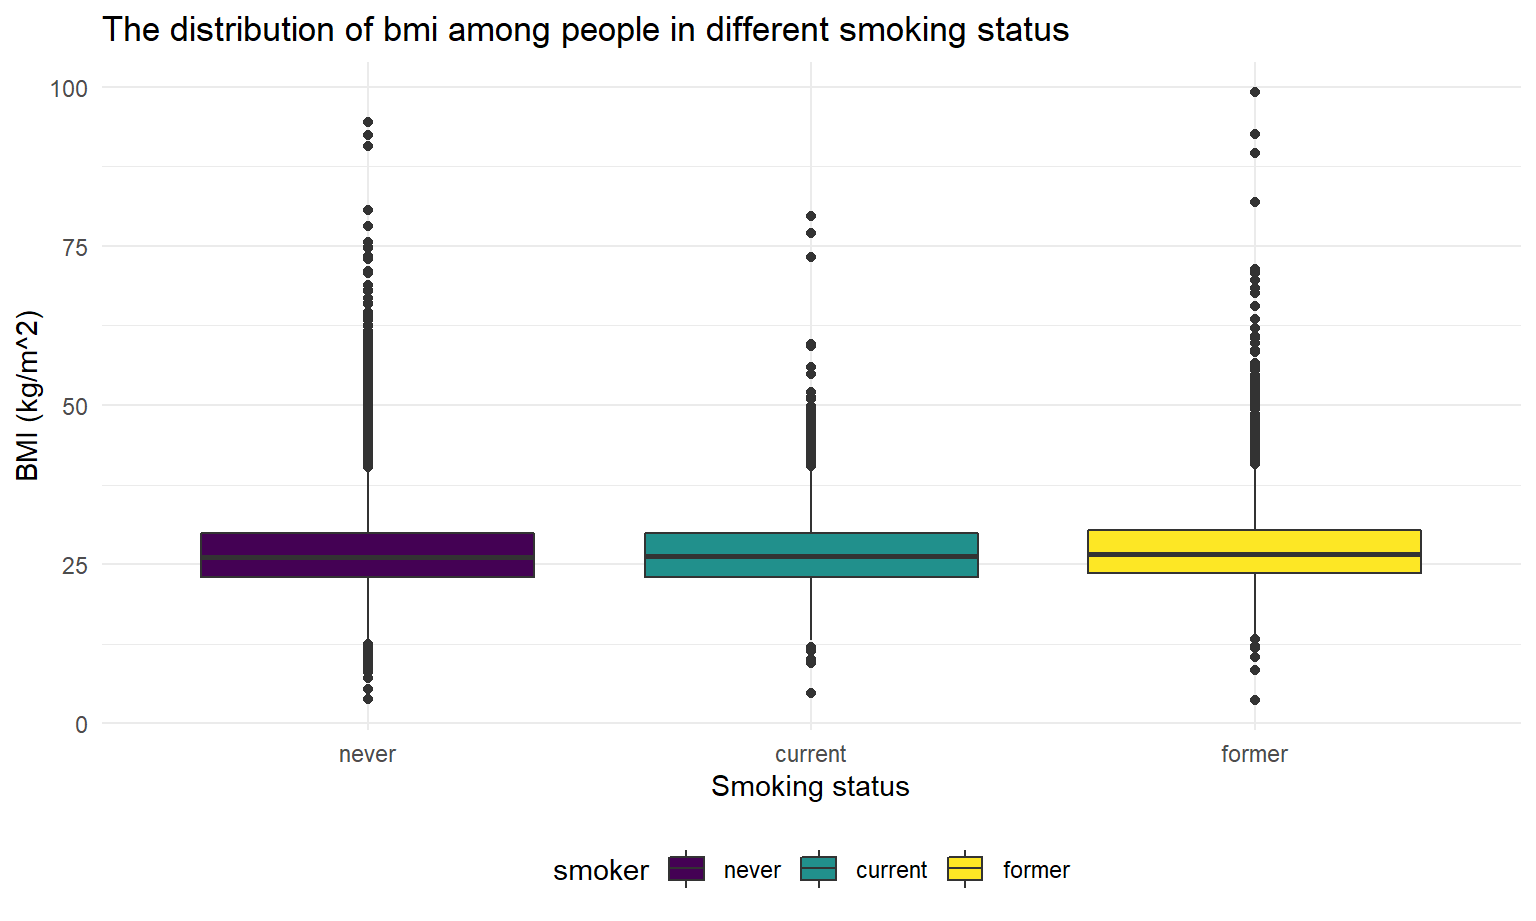 The distribution of bmi among people in different smoking status
BMI (kg/m^2)
100
75
50
25
0
never current former
Smoking status
smoker never current former